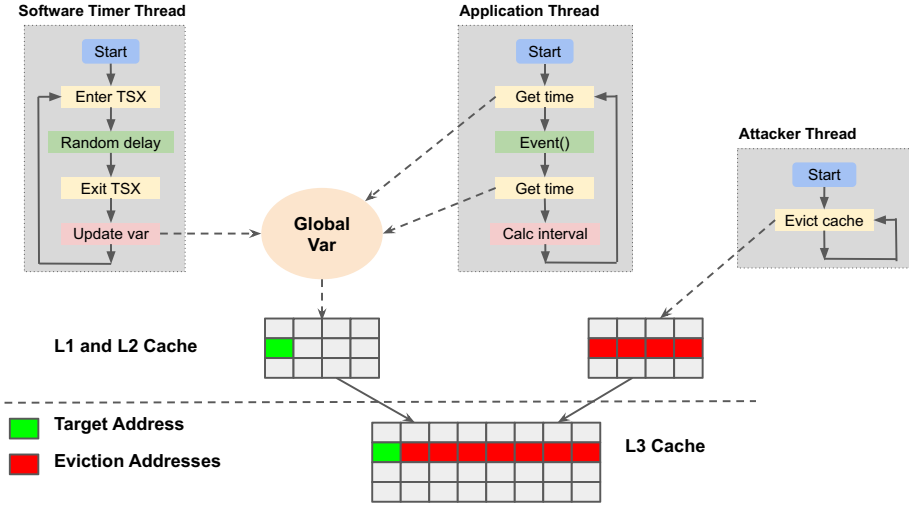 Software Timer Thread
Start
Enter TSX
Random delay
Exit TSX
Update var
Global
Var
Application Thread
Start
Get time
Event()
Get time
Calc interval
Attacker Thread
Start
Evict cache
L1 and L2 Cache
Target Address
Eviction Addresses
L3 Cache